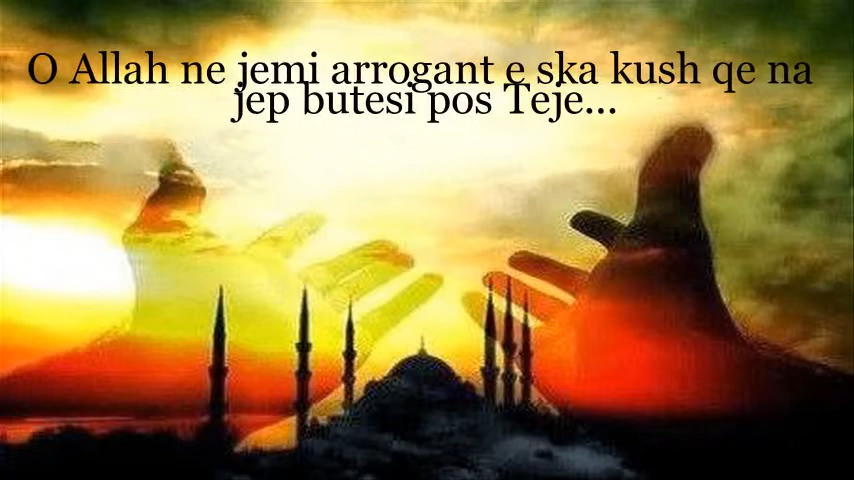 O Allah ne jemi arrogant e ska kush qe na
jep butesi pos Teje...